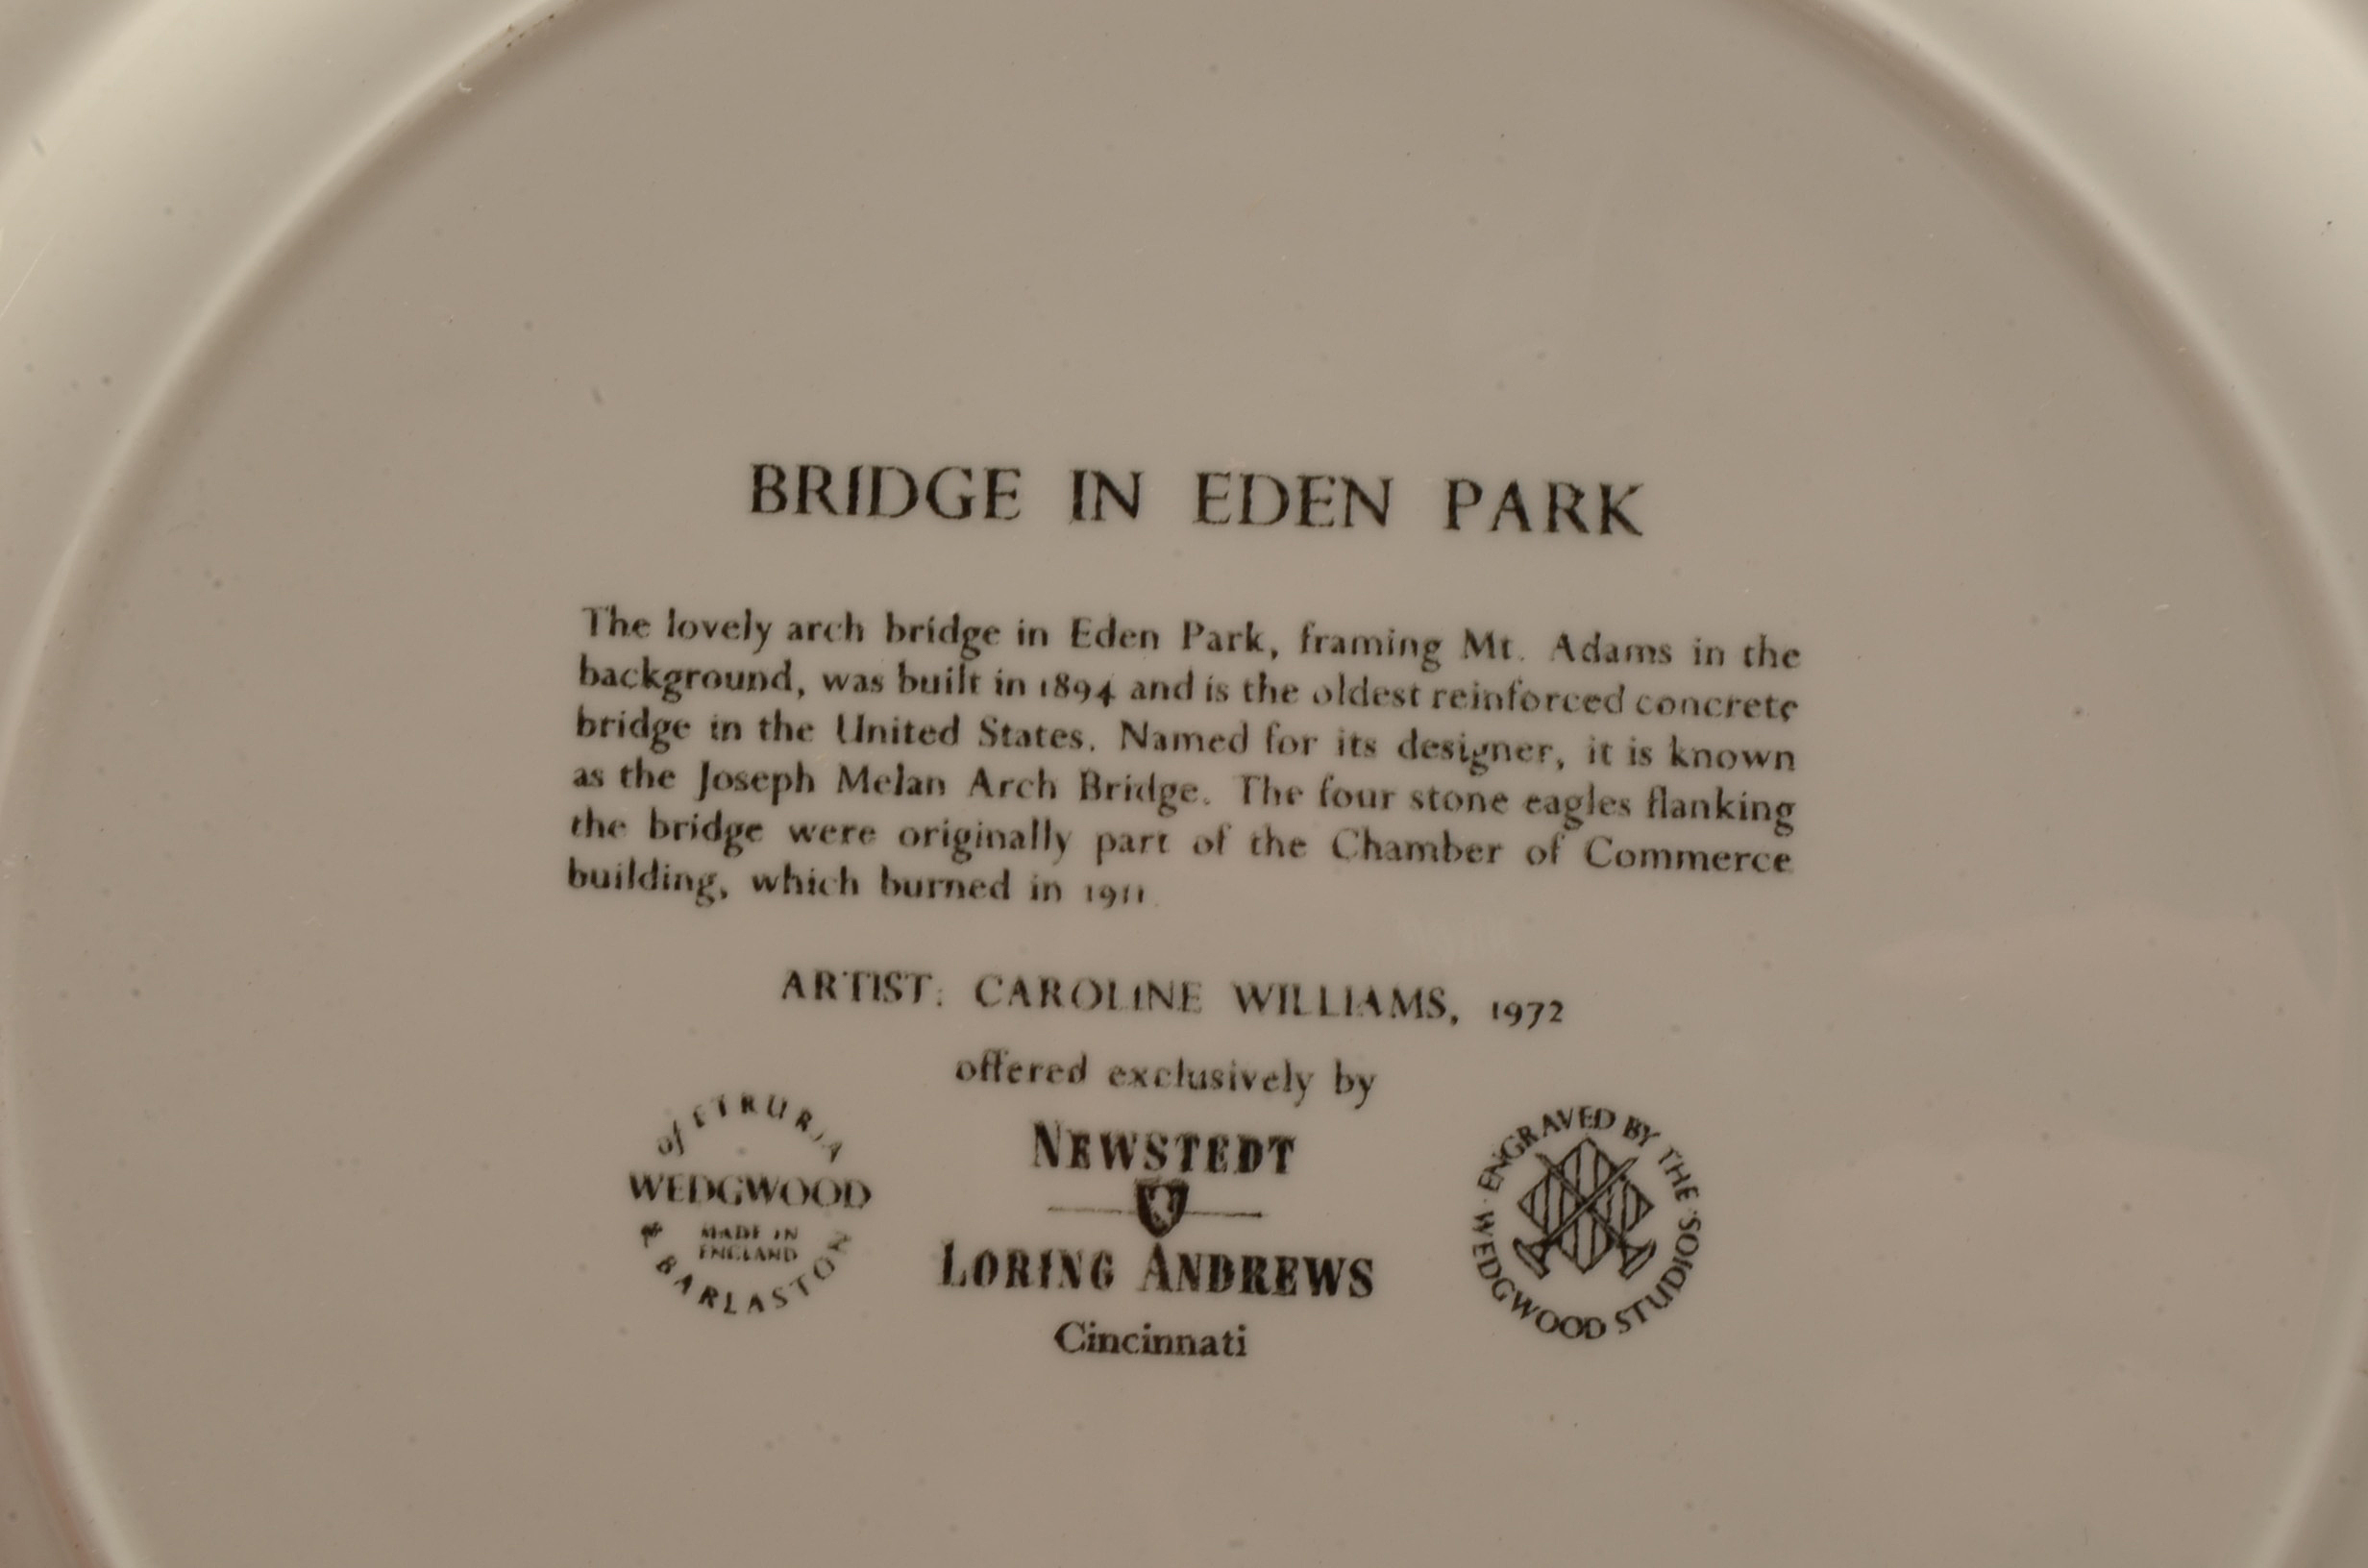 BRIDGE IN EDEN PARK
The lovely arch bridge in Eden Park, framing Mt. Adams in the
background, was built in 1894 and is the oldest reinforced concrete
bridge in the United States. Named for its designer, it is known
as the Joseph Melan Arch Bridge. The four stone eagles flanking
the bridge were originally part of the Chamber of Commerce
building, which burned in 1911.
ARTIST: CAROLINE WILLIAMS, 1972
offered exclusively by
of ETRURIA
WEDGWOOD
MADE IN
ENGLAND
& BARLASTON
NEWSTEDT
LORING ANDREWS
Cincinnati
ENGRAVED BY THE
WEDGWOOD STUDIOS